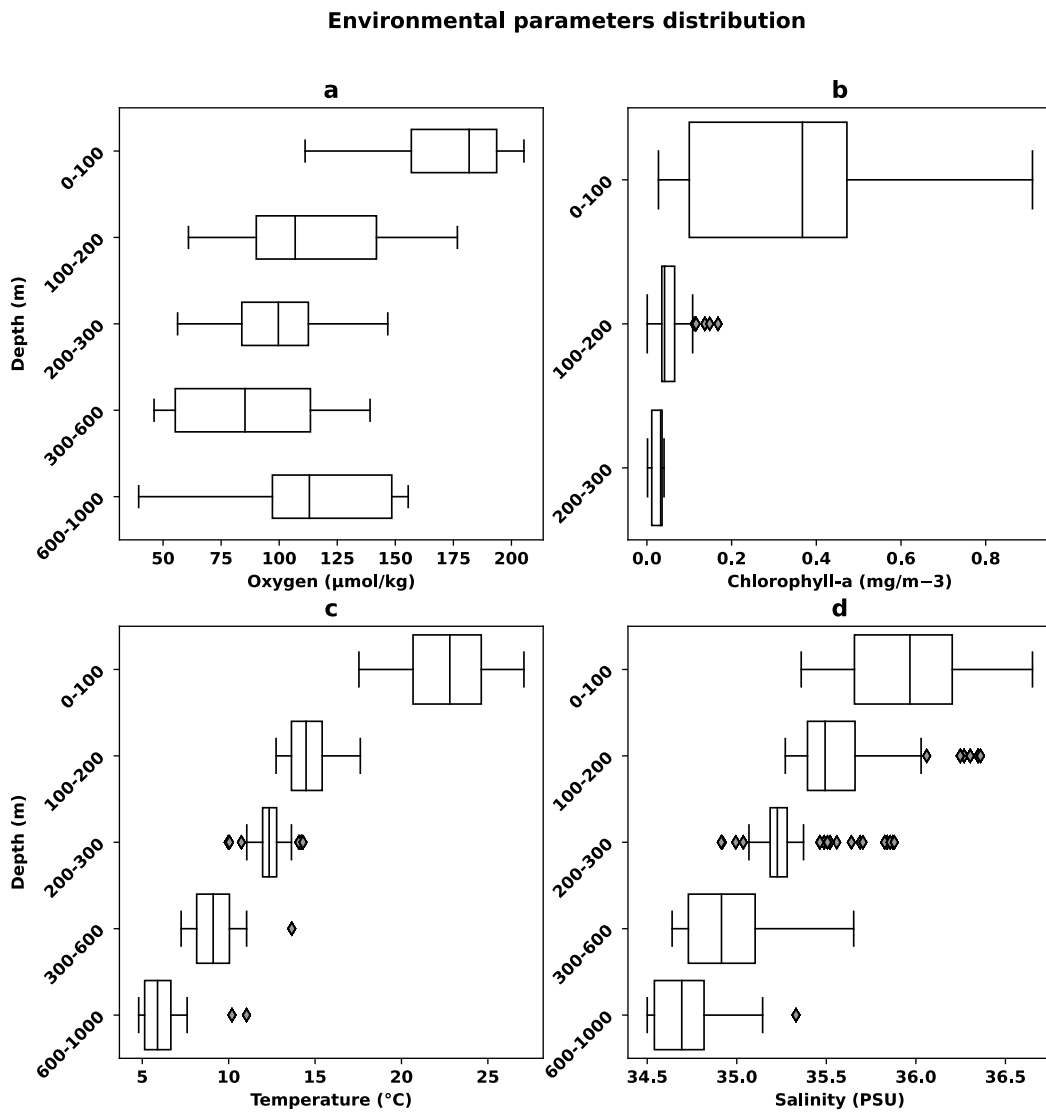 Environmental parameters distribution
a
0-100
100-200
200-300
300-600
600-1000
Depth (m)
50 75 100 125 150 175 200
Oxygen (μmol/kg)
b
0-100
100-200
200-300
0.0 0.2 0.4 0.6 0.8
Chlorophyll-a (mg/m−3)
c
0-100
100-200
200-300
300-600
600-1000
Depth (m)
5 10 15 20 25
Temperature (°C)
d
0-100
100-200
200-300
300-600
600-1000
34.5 35.0 35.5 36.0 36.5
Salinity (PSU)